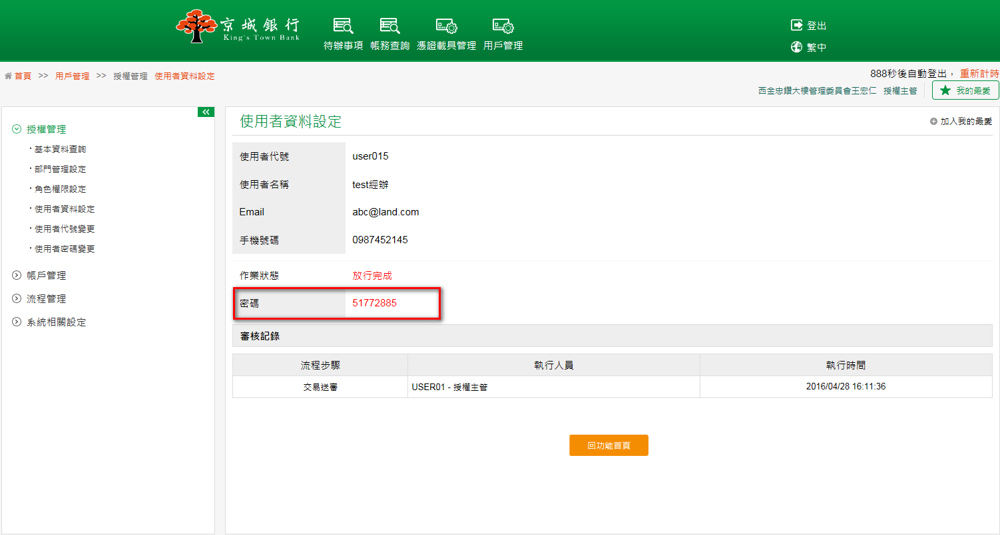 京城銀行
King's Town Bank
待辦事項 帳務查詢 憑證載具管理 用戶管理
登出
繁中
首頁 >> 用戶管理 >> 授權管理 使用者資料設定
888秒後自動登出， 重新計時
西金忠鑽大樓管理委員會王宏仁 授權主管
我的最愛
授權管理
基本資料查詢
部門管理設定
角色權限設定
使用者資料設定
使用者代號變更
使用者密碼變更
帳戶管理
流程管理
系統相關設定
使用者資料設定
加入我的最愛
使用者代號 user015
使用者名稱 test經辦
Email abc@land.com
手機號碼 0987452145
作業狀態 放行完成
密碼 51772885
審核記錄
流程步驟 執行人員 執行時間
交易送審 USER01 - 授權主管 2016/04/28 16:11:36
回功能首頁